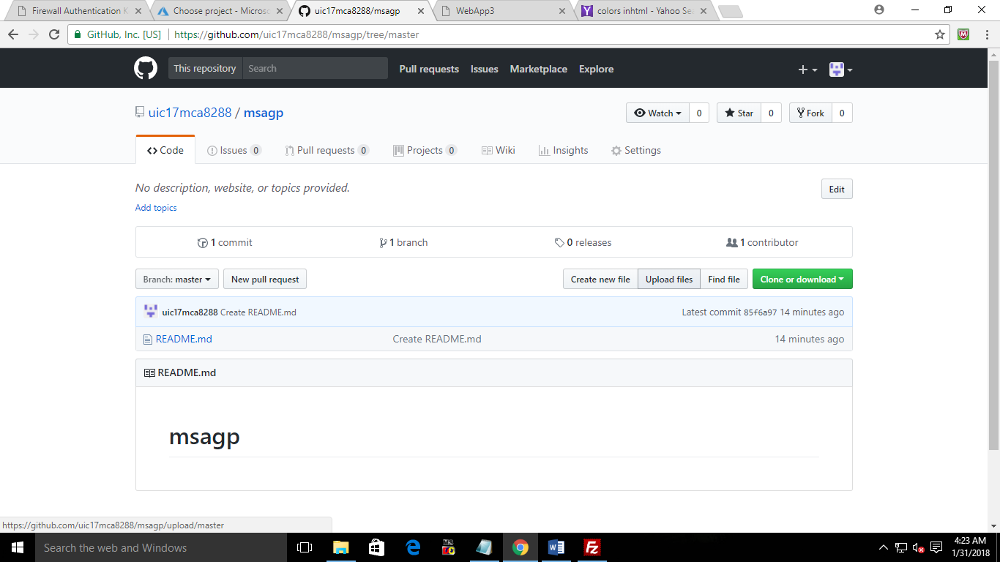 Firewall Authentication K
Choose project - Microso
uic17mca8288/msagp
WebApp3
colors inhtml - Yahoo Se
GitHub, Inc. [US]
https://github.com/uic17mca8288/msagp/tree/master
This repository
Search
Pull requests
Issues
Marketplace
Explore
uic17mca8288 / msagp
Watch 0
Star 0
Fork 0
Code
Issues 0
Pull requests 0
Projects 0
Wiki
Insights
Settings
No description, website, or topics provided.
Edit
Add topics
1 commit
1 branch
0 releases
1 contributor
Branch: master
New pull request
Create new file
Upload files
Find file
Clone or download
uic17mca8288 Create README.md
Latest commit 85f6a97 14 minutes ago
README.md
Create README.md
14 minutes ago
README.md
msagp
https://github.com/uic17mca8288/msagp/upload/master
Search the web and Windows
4:23 AM
1/31/2018